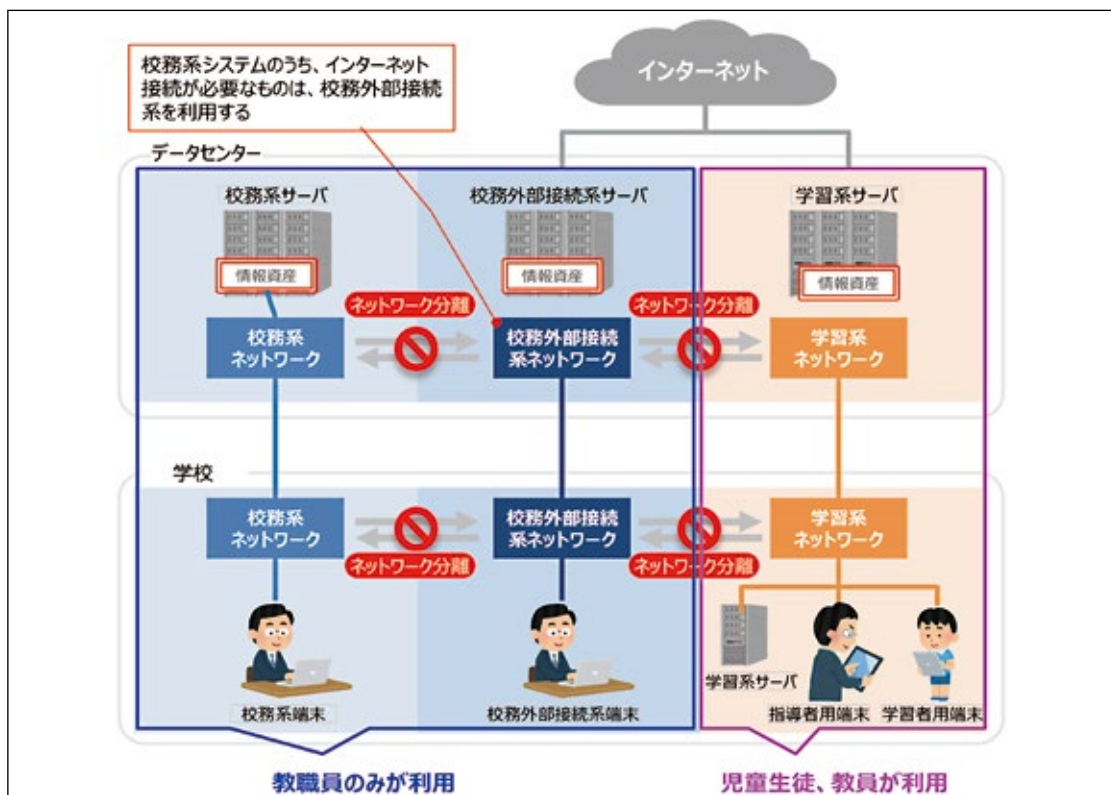 校務系システムのうち、インターネット
接続が必要なものは、校務外部接続
系を利用する
インターネット
データセンター
校務系サーバ
校務外部接続系サーバ
学習系サーバ
情報資産
情報資産
情報資産
ネットワーク分離
ネットワーク分離
校務系
ネットワーク
校務外部接続
系ネットワーク
学習系
ネットワーク
学校
校務系
ネットワーク
校務外部接続
系ネットワーク
学習系
ネットワーク
ネットワーク分離
ネットワーク分離
学習系サーバ
校務系端末
校務外部接続系端末
指導者用端末
学習者用端末
教職員のみが利用
児童生徒、教員が利用